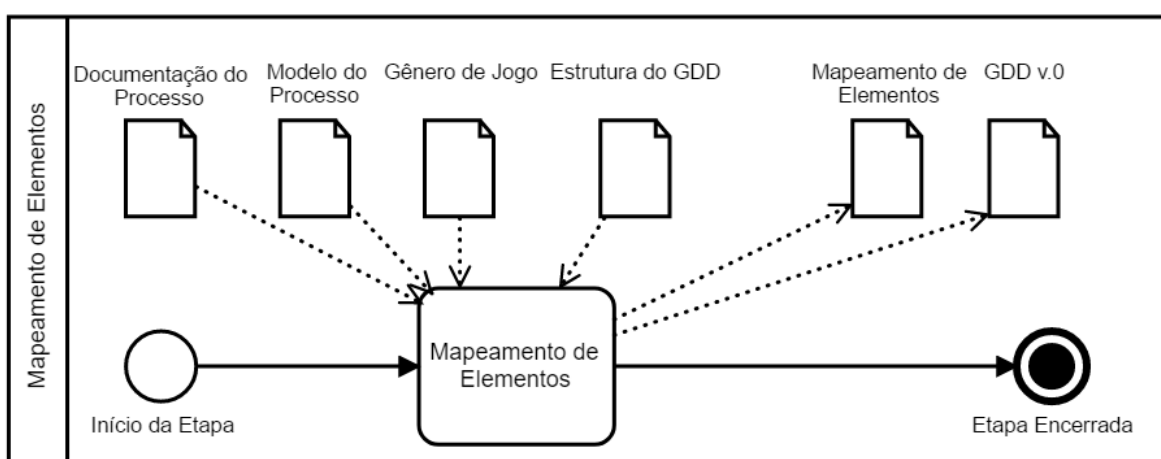 Mapeamento de Elementos
Documentação do
Processo
Modelo do
Processo
Gênero de Jogo
Estrutura do GDD
Mapeamento de
Elementos
GDD v.0
Mapeamento de
Elementos
Início da Etapa
Etapa Encerrada